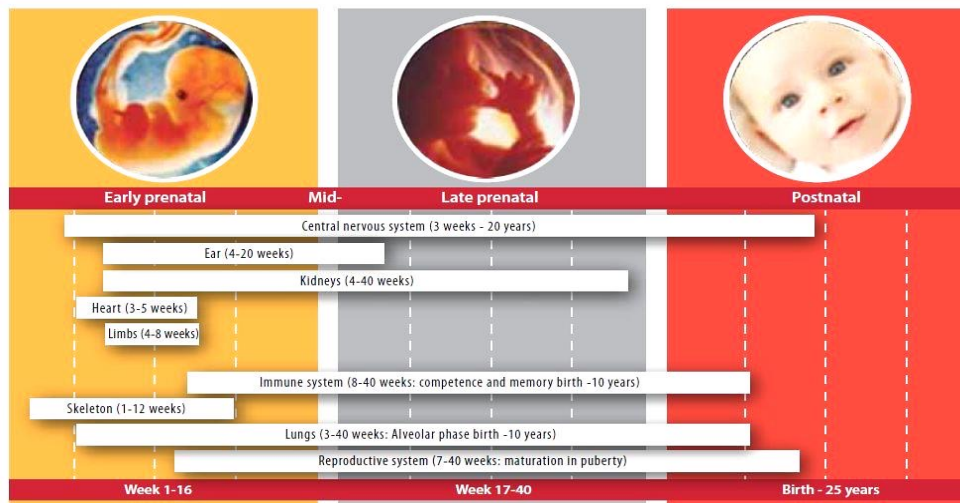 Early prenatal Mid- Late prenatal Postnatal
Central nervous system (3 weeks - 20 years)
Ear (4-20 weeks)
Kidneys (4-40 weeks)
Heart (3-5 weeks)
Limbs (4-8 weeks)
Immune system (8-40 weeks: competence and memory birth -10 years)
Skeleton (1-12 weeks)
Lungs (3-40 weeks: Alveolar phase birth -10 years)
Reproductive system (7-40 weeks: maturation in puberty)
Week 1-16 Week 17-40 Birth - 25 years